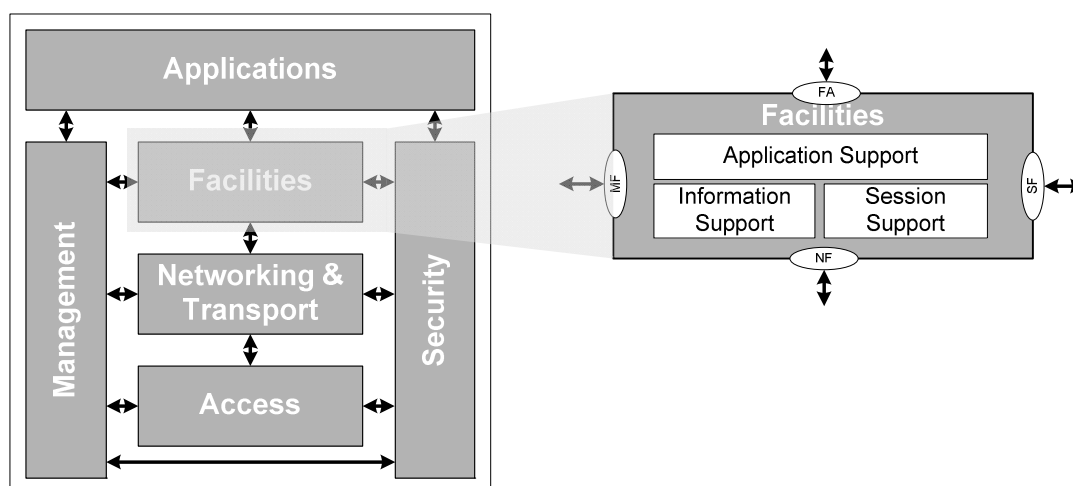 Applications
Facilities
Networking &
Transport
Access
Management
Security
FA
Facilities
Application Support
Information
Support
Session
Support
MF
SF
NF